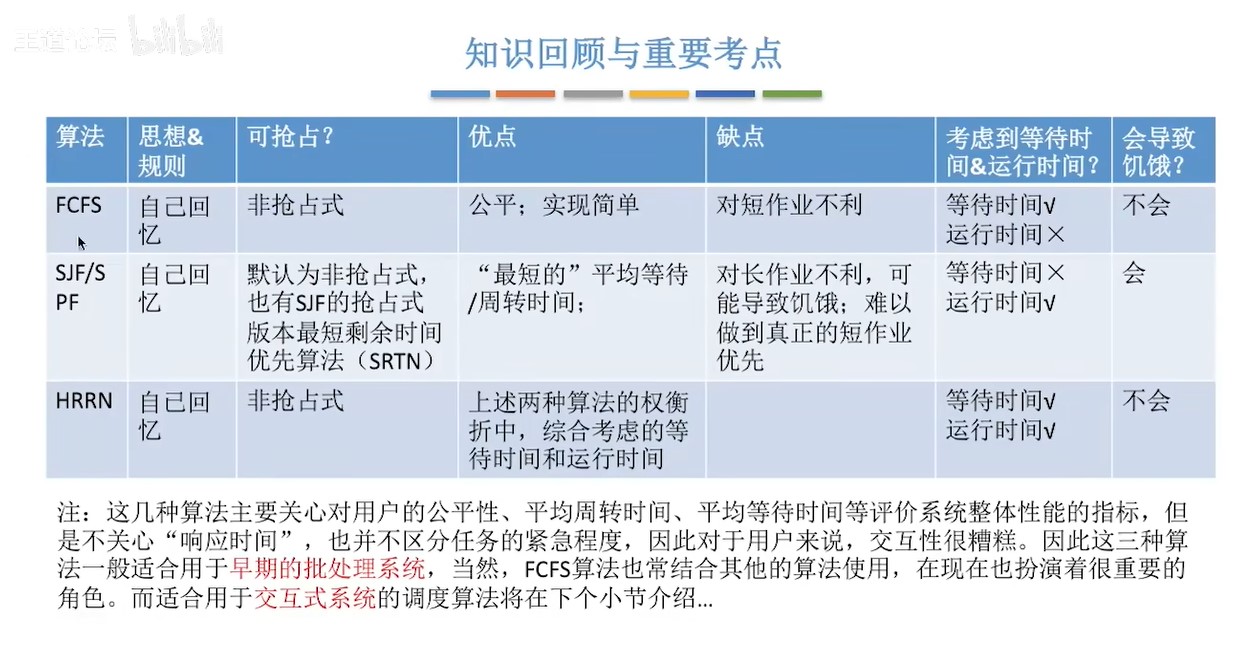 王道论坛 bilibili
知识回顾与重要考点
算法 思想& 可抢占？ 优点 缺点 考虑到等待时 会导致
规则 间&运行时间？ 饥饿？
FCFS 自己回 非抢占式 公平；实现简单 对短作业不利 等待时间√ 不会
忆 运行时间×
SJF/S 自己回 默认为非抢占式， “最短的”平均等待 对长作业不利，可 等待时间× 会
PF 忆 也有SJF的抢占式 /周转时间； 能导致饥饿；难以 运行时间√
版本最短剩余时间 做到真正的短作业
优先算法（SRTN） 优先
HRRN 自己回 非抢占式 上述两种算法的权衡 等待时间√ 不会
忆 折中，综合考虑的等 运行时间√
待时间和运行时间
注：这几种算法主要关心对用户的公平性、平均周转时间、平均等待时间等评价系统整体性能的指标，但
是不关心“响应时间”，也并不区分任务的紧急程度，因此对于用户来说，交互性很糟糕。因此这三种算
法一般适合用于早期的批处理系统，当然，FCFS算法也常结合其他的算法使用，在现在也扮演着很重要的
角色。而适合用于交互式系统的调度算法将在下个小节介绍...